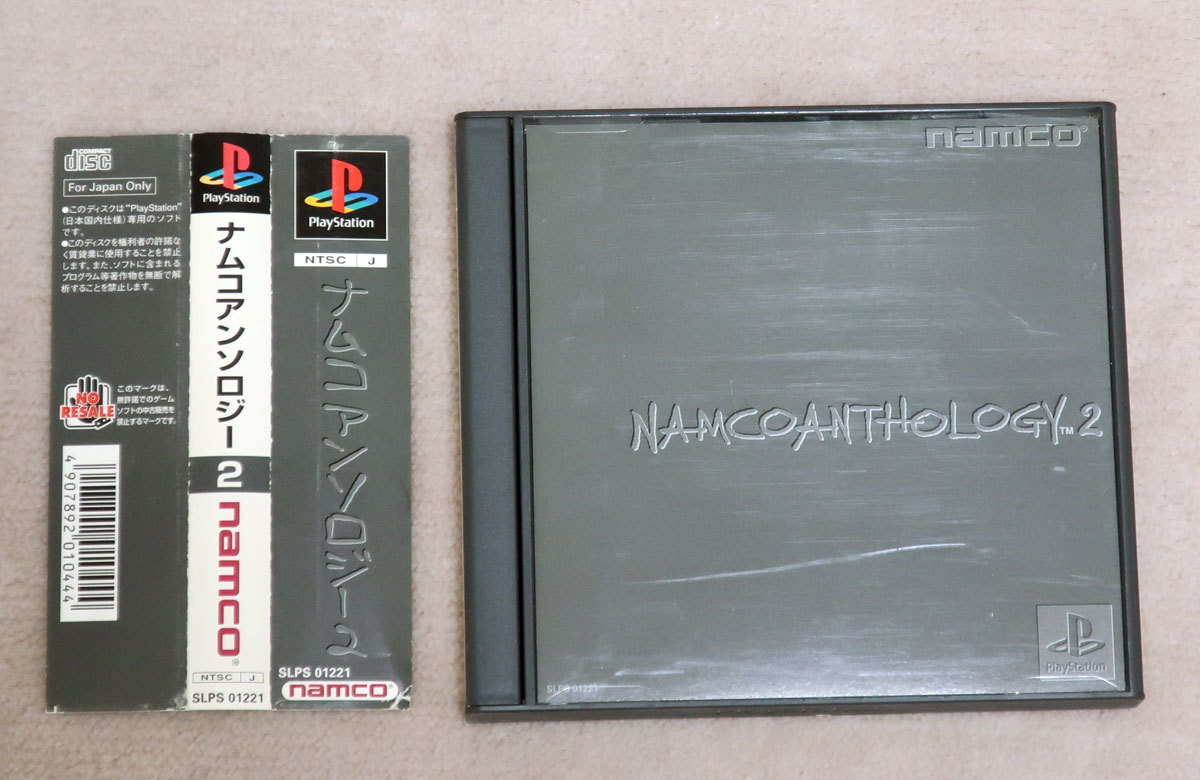 COMPACT
disc
For Japan Only
●このディスクは"PlayStation"
(日本国内仕様)専用のソフト
です。
●このディスクを権利者の許諾な
く賃貸業に使用することを禁止
します。また、ソフトに含まれる
プログラム等著作物を無断で解
析することを禁止します。
NO
RESALE
このマークは、
無許諾でのゲーム
ソフトの中古販売を
禁止するマークです。
4907892010444
PlayStation
ナムコアンソロジー2
namco®
NTSC J
SLPS 01221
PlayStation
NTSC J
ナムコアンソロジー2
SLPS 01221
namco
namco®
NAMCOANTHOLOGY™2
SLPS 01221
PlayStation